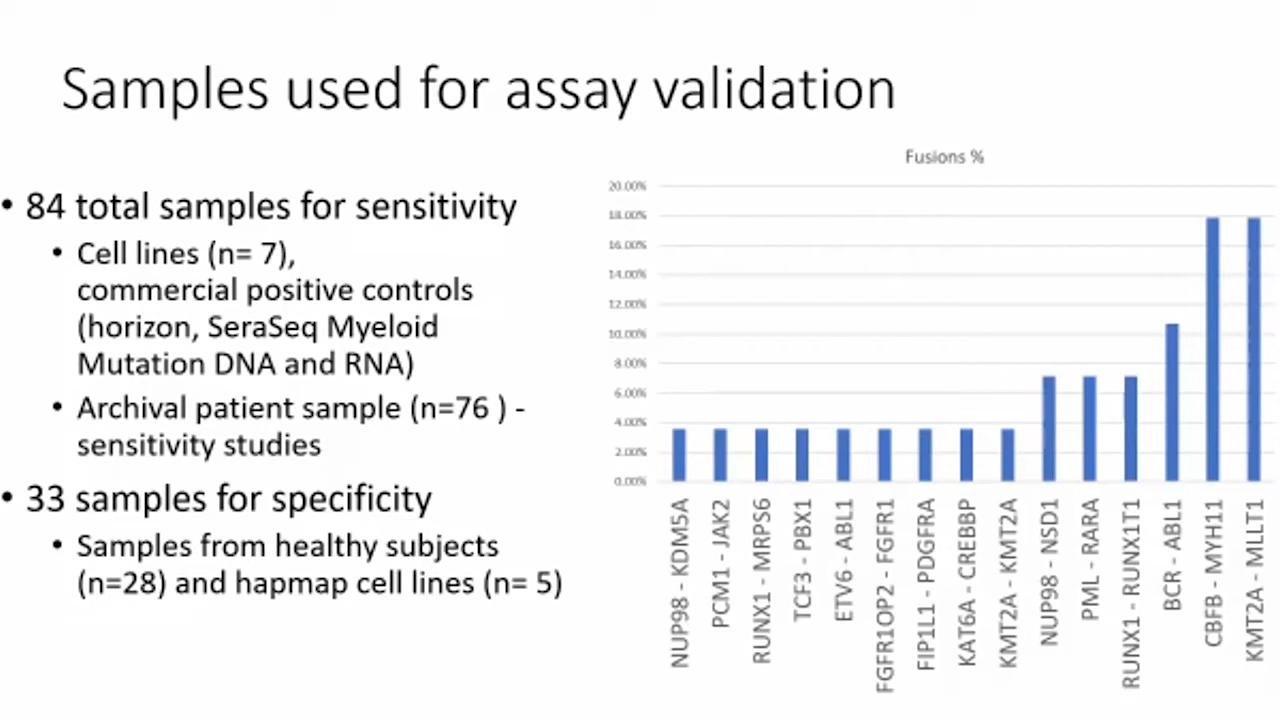 Samples used for assay validation
• 84 total samples for sensitivity
• Cell lines (n= 7),
commercial positive controls
(horizon, SeraSeq Myeloid
Mutation DNA and RNA)
• Archival patient sample (n=76 ) -
sensitivity studies
• 33 samples for specificity
• Samples from healthy subjects
(n=28) and hapmap cell lines (n= 5)
Fusions %
20.00%
18.00%
16.00%
14.00%
12.00%
10.00%
8.00%
6.00%
4.00%
2.00%
0.00%
NUP98 - KDM5A
PCM1 - JAK2
RUNX1 - MRPS6
TCF3 - PBX1
ETV6 - ABL1
FGFR1OP2 - FGFR1
FIP1L1 - PDGFRA
KAT6A - CREBBP
KMT2A - KMT2A
NUP98 - NSD1
PML - RARA
RUNX1 - RUNX1T1
BCR - ABL1
CBFB - MYH11
KMT2A - MLLT1